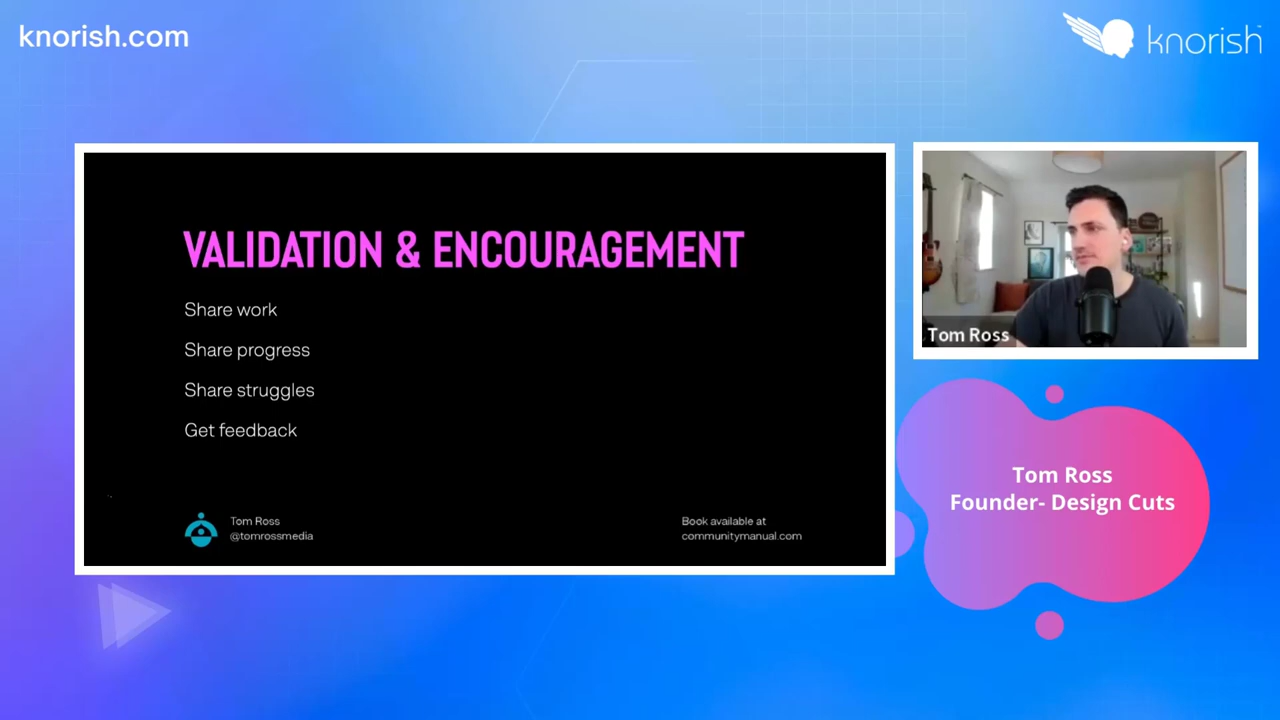 knorish.com
knorish
VALIDATION & ENCOURAGEMENT
Share work
Share progress
Share struggles
Get feedback
Tom Ross
@tomrossmedia
Book available at
communitymanual.com
Tom Ross
Tom Ross
Founder- Design Cuts